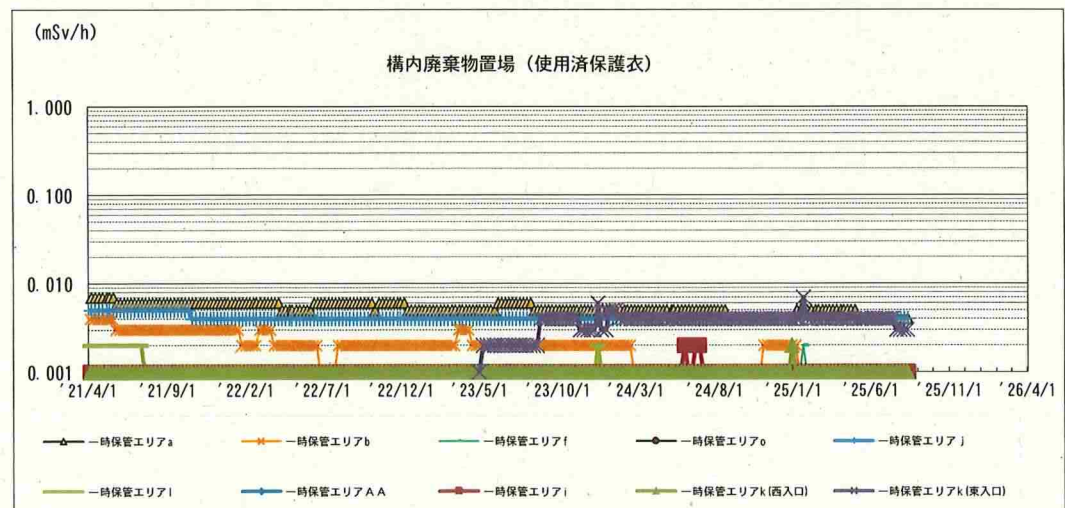 (mSv/h)
構内廃棄物置場（使用済保護衣）
1.000
0.100
0.010
0.001
'21/4/1 '21/9/1 '22/2/1 '22/7/1 '22/12/1 '23/5/1 '23/10/1 '24/3/1 '24/8/1 '25/1/1 '25/6/1 '25/11/1 '26/4/1
一時保管エリアa 一時保管エリアb 一時保管エリアf 一時保管エリアo 一時保管エリアj
一時保管エリアl 一時保管エリアAA 一時保管エリアi 一時保管エリアk(西入口) 一時保管エリアk(東入口)